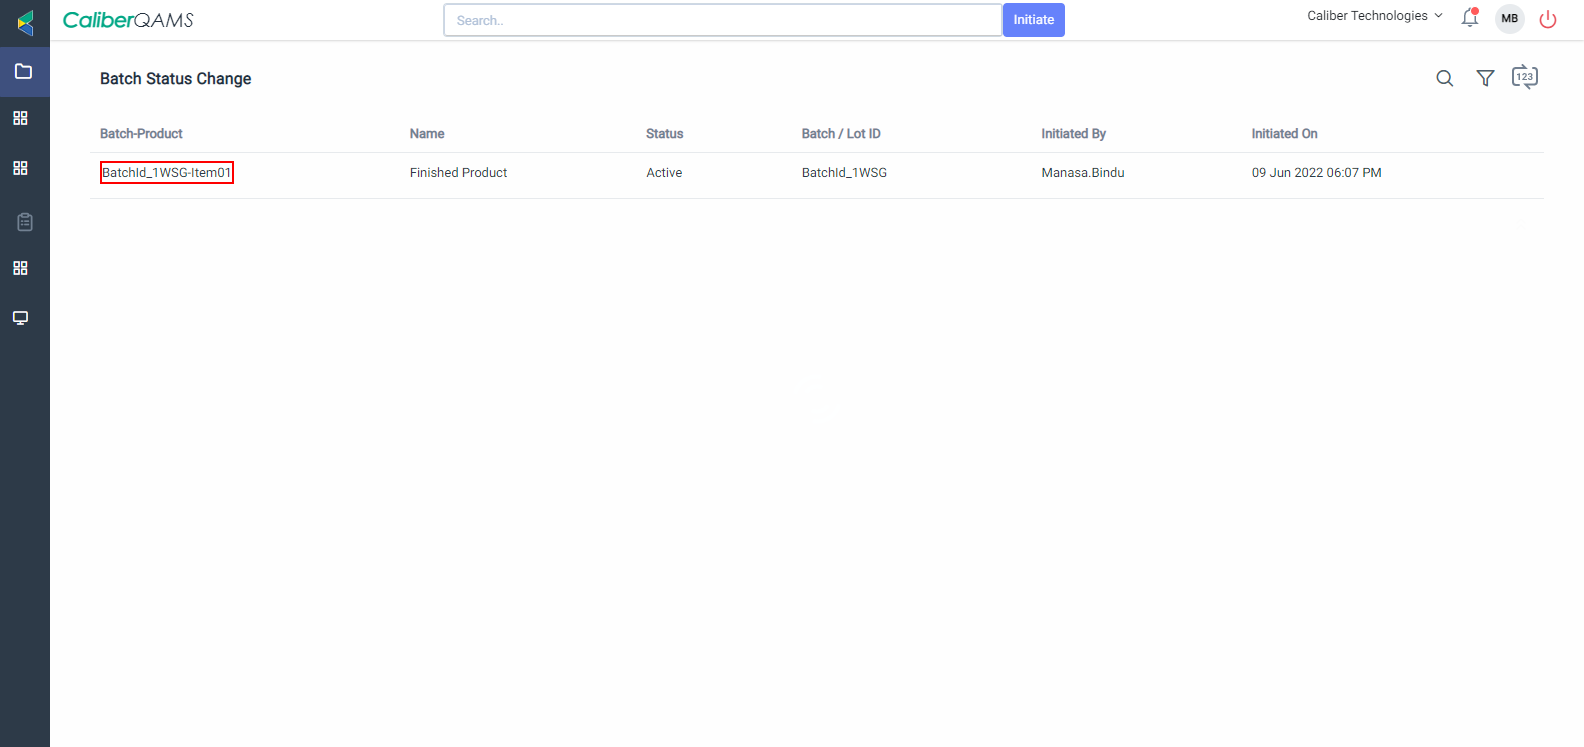 CaliberQAMS
Search..
Initiate
Caliber Technologies
MB
Batch Status Change
123
Batch-Product Name Status Batch / Lot ID Initiated By Initiated On
BatchId_1WSG-Item01 Finished Product Active BatchId_1WSG Manasa.Bindu 09 Jun 2022 06:07 PM